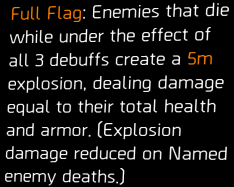 Full Flag: Enemies that die
while under the effect of
all 3 debuffs create a 5m
explosion, dealing damage
equal to their total health
and armor. (Explosion
damage reduced on Named
enemy deaths.)